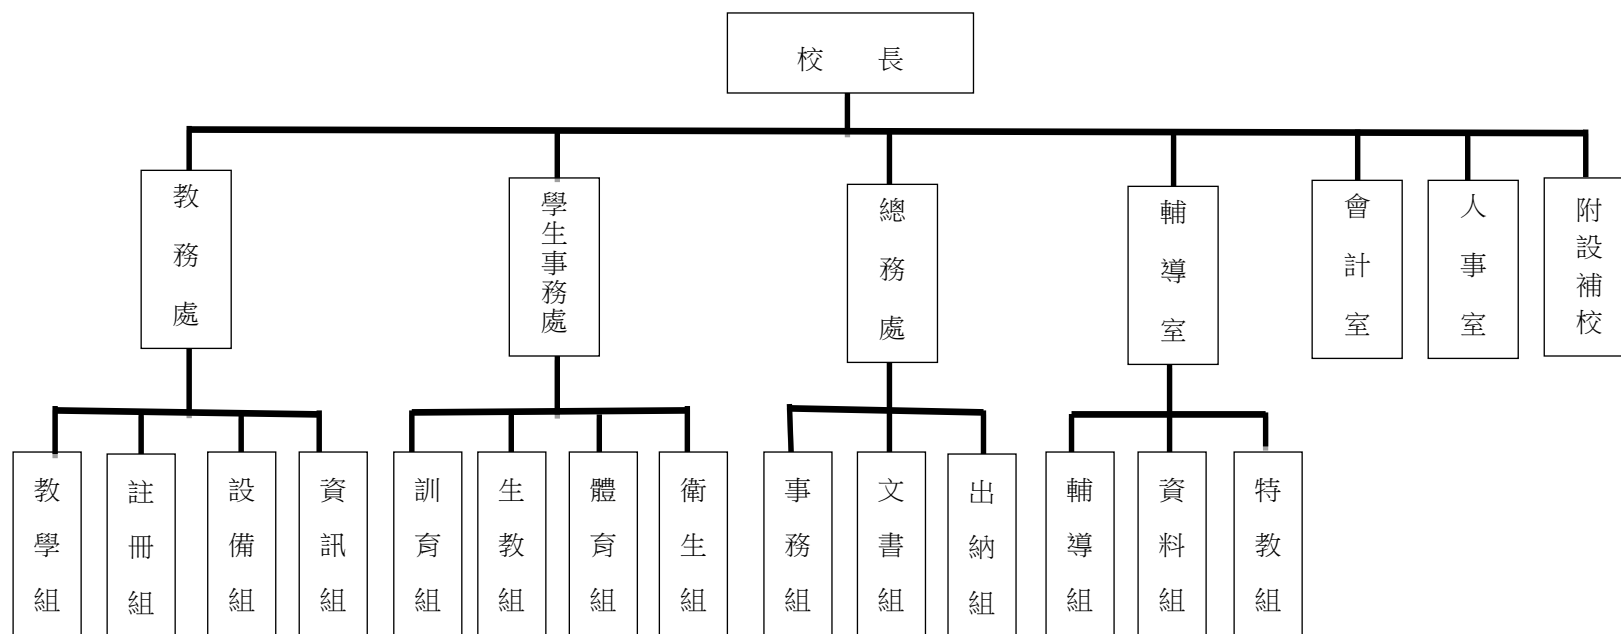 校長
教務處
學生事務處
總務處
輔導室
會計室
人事室
附設補校
教學組
註冊組
設備組
資訊組
訓育組
生教組
體育組
衛生組
事務組
文書組
出納組
輔導組
資料組
特教組